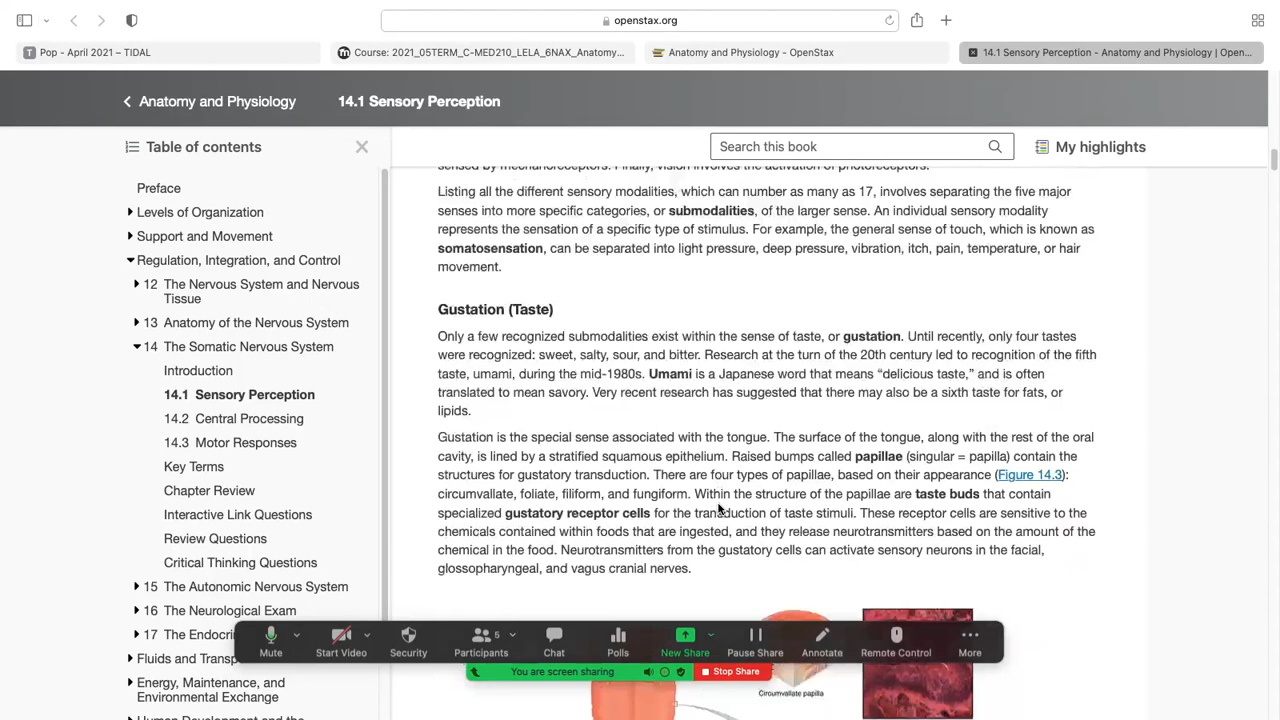 openstax.org
Pop - April 2021 – TIDAL
Course: 2021_05TERM_C-MED210_LELA_6NAX_Anatomy...
Anatomy and Physiology - OpenStax
14.1 Sensory Perception - Anatomy and Physiology | Open...
Anatomy and Physiology
14.1 Sensory Perception
Table of contents
Search this book
My highlights
Preface
Levels of Organization
Support and Movement
Regulation, Integration, and Control
12 The Nervous System and Nervous
Tissue
13 Anatomy of the Nervous System
14 The Somatic Nervous System
Introduction
14.1 Sensory Perception
14.2 Central Processing
14.3 Motor Responses
Key Terms
Chapter Review
Interactive Link Questions
Review Questions
Critical Thinking Questions
15 The Autonomic Nervous System
16 The Neurological Exam
17 The Endocri
Fluids and Transp
Energy, Maintenance, and
Environmental Exchange
Human Development and the
sensed by mechanoreceptors. Finally, vision involves the activation of photoreceptors.
Listing all the different sensory modalities, which can number as many as 17, involves separating the five major
senses into more specific categories, or submodalities, of the larger sense. An individual sensory modality
represents the sensation of a specific type of stimulus. For example, the general sense of touch, which is known as
somatosensation, can be separated into light pressure, deep pressure, vibration, itch, pain, temperature, or hair
movement.
Gustation (Taste)
Only a few recognized submodalities exist within the sense of taste, or gustation. Until recently, only four tastes
were recognized: sweet, salty, sour, and bitter. Research at the turn of the 20th century led to recognition of the fifth
taste, umami, during the mid-1980s. Umami is a Japanese word that means “delicious taste,” and is often
translated to mean savory. Very recent research has suggested that there may also be a sixth taste for fats, or
lipids.
Gustation is the special sense associated with the tongue. The surface of the tongue, along with the rest of the oral
cavity, is lined by a stratified squamous epithelium. Raised bumps called papillae (singular = papilla) contain the
structures for gustatory transduction. There are four types of papillae, based on their appearance (Figure 14.3):
circumvallate, foliate, filiform, and fungiform. Within the structure of the papillae are taste buds that contain
specialized gustatory receptor cells for the transduction of taste stimuli. These receptor cells are sensitive to the
chemicals contained within foods that are ingested, and they release neurotransmitters based on the amount of the
chemical in the food. Neurotransmitters from the gustatory cells can activate sensory neurons in the facial,
glossopharyngeal, and vagus cranial nerves.
5
Mute
Start Video
Security
Participants
Chat
Polls
New Share
Pause Share
Annotate
Remote Control
More
You are screen sharing
Stop Share
Circumvallate papilla